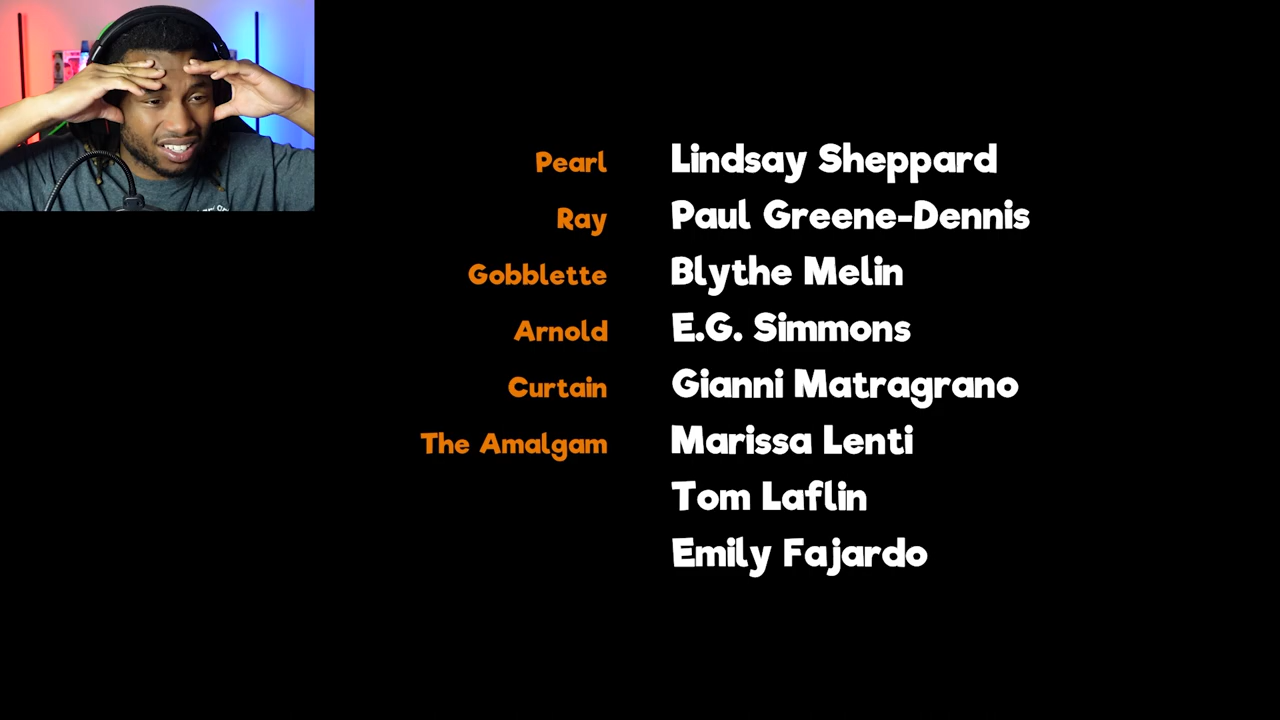 Pearl Lindsay Sheppard
Ray Paul Greene-Dennis
Gobblette Blythe Melin
Arnold E.G. Simmons
Curtain Gianni Matragrano
The Amalgam Marissa Lenti
Tom Laflin
Emily Fajardo